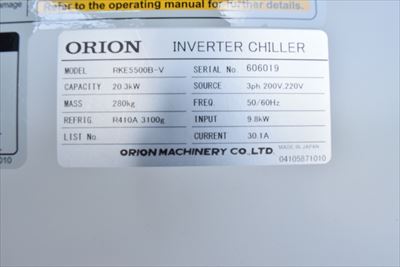 amage
Refer to the operating manual for further details.
ORION INVERTER CHILLER
MODEL RKE5500B-V SERIAL No 606019
CAPACITY 20.3kW SOURCE 3ph 200V,220V
MASS 280kg FREQ. 50/60Hz
REFRIG. R410A 3100g INPUT 9.8kW
LIST No. CURRENT 30.1A
ORION MACHINERY CO.,LTD. MADE IN JAPAN
04105871010
010